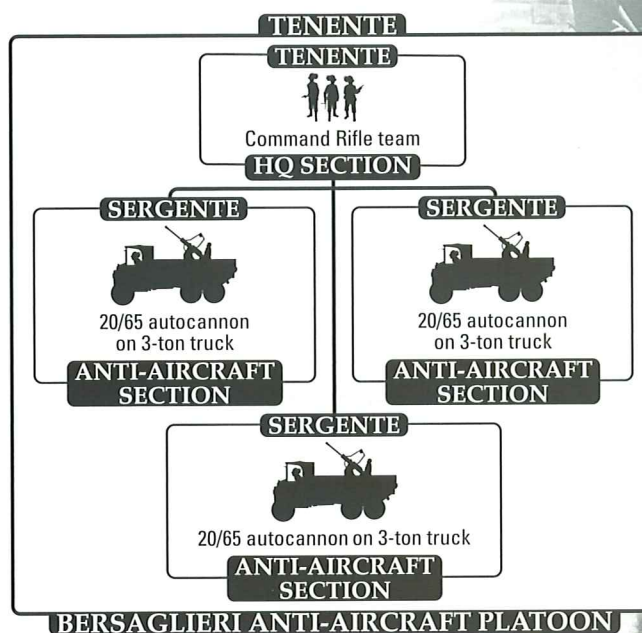 TENENTE
TENENTE
Command Rifle team
HQ SECTION
SERGENTE
20/65 autocannon
on 3-ton truck
ANTI-AIRCRAFT
SECTION
SERGENTE
20/65 autocannon
on 3-ton truck
ANTI-AIRCRAFT
SECTION
SERGENTE
20/65 autocannon on 3-ton truck
ANTI-AIRCRAFT
SECTION
BERSAGLIERI ANTI-AIRCRAFT PLATOON